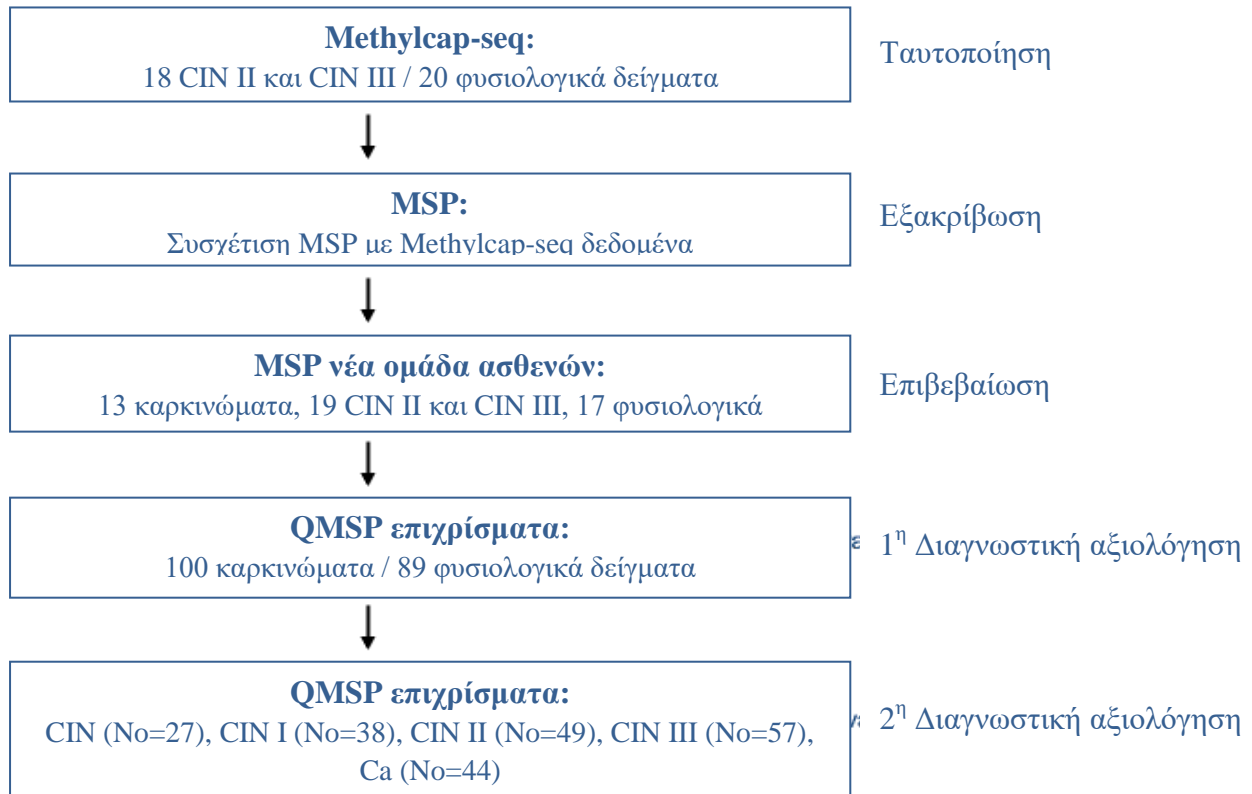 Methylcap-seq:
18 CIN II και CIN III / 20 φυσιολογικά δείγματα
Ταυτοποίηση
MSP:
Συσχέτιση MSP με Methylcap-seq δεδομένα
Εξακρίβωση
MSP νέα ομάδα ασθενών:
13 καρκινώματα, 19 CIN II και CIN III, 17 φυσιολογικά
Επιβεβαίωση
QMSP επιχρίσματα:
100 καρκινώματα / 89 φυσιολογικά δείγματα
1η Διαγνωστική αξιολόγηση
QMSP επιχρίσματα:
CIN (No=27), CIN I (No=38), CIN II (No=49), CIN III (No=57),
Ca (No=44)
2η Διαγνωστική αξιολόγηση